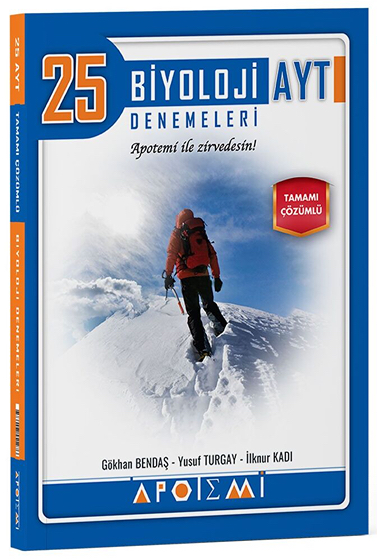 25 BİYOLOJİ AYT
DENEMELERİ
Apotemi ile zirvedesin!
TAMAMI
ÇÖZÜMLÜ
Gökhan BENDAŞ - Yusuf TURGAY - İlknur KADI
APOTEMİ
25 AYT
TAMAMI ÇÖZÜMLÜ
BİYOLOJİ DENEMELERİ
APOTEMİ